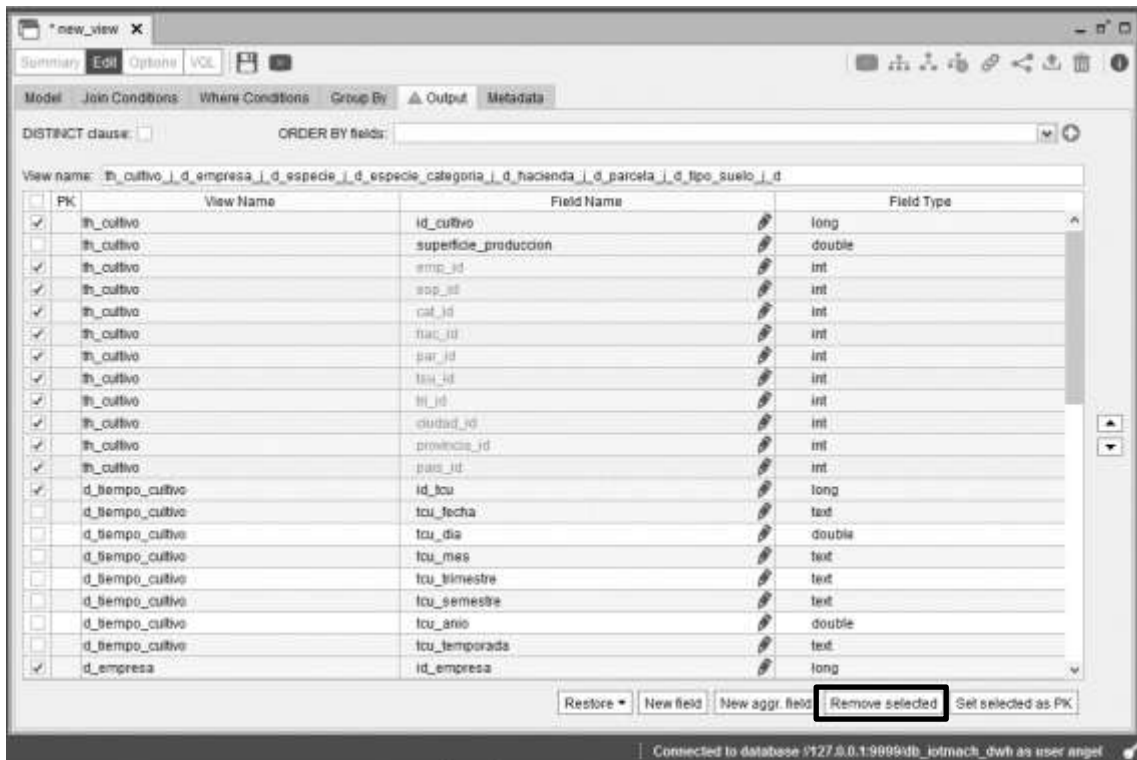 * new_view X
Summary Edit Options VQL
Model Join Conditions Where Conditions Group By Output Metadata
DISTINCT clause: ORDER BY fields:
View name: th_cultivo_j_d_empresa_j_d_especie_j_d_especie_categoria_j_d_hacienda_j_d_parcela_j_d_tipo_suelo_j_d
PK View Name Field Name Field Type
th_cultivo id_cultivo long
th_cultivo superficie_produccion double
th_cultivo emp_id int
th_cultivo esp_id int
th_cultivo cat_id int
th_cultivo hac_id int
th_cultivo par_id int
th_cultivo tsu_id int
th_cultivo int
th_cultivo ciudad_id int
th_cultivo provincia_id int
th_cultivo pais_id int
d_tiempo_cultivo id_tcu long
d_tiempo_cultivo tcu_fecha text
d_tiempo_cultivo tcu_dia double
d_tiempo_cultivo tcu_mes text
d_tiempo_cultivo tcu_trimestre text
d_tiempo_cultivo tcu_semestre text
d_tiempo_cultivo tcu_anio double
d_tiempo_cultivo tcu_temporada text
d_empresa id_empresa long
Restore New field New aggr. field Remove selected Set selected as PK
Connected to database //127.0.0.1:9999/db_iotmach_dwh as user angel